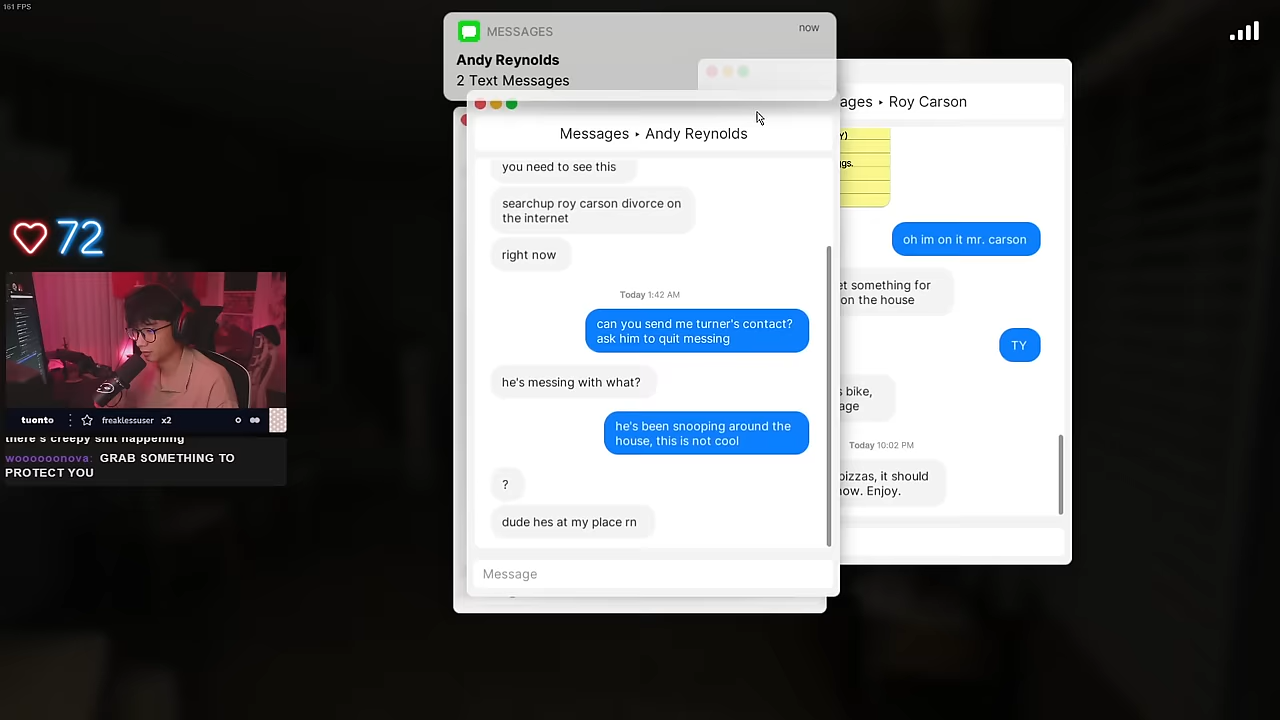 161 FPS
MESSAGES
now
Andy Reynolds
2 Text Messages
Messages ‣ Andy Reynolds
you need to see this
searchup roy carson divorce on
the internet
right now
Today 1:42 AM
can you send me turner's contact?
ask him to quit messing
he's messing with what?
he's been snooping around the
house, this is not cool
?
dude hes at my place rn
Message
ages ‣ Roy Carson
Y)
gs.
oh im on it mr. carson
et something for
on the house
TY
s bike,
age
Today 10:02 PM
pizzas, it should
ow. Enjoy.
72
tuonto
freaklessuser x2
there's creepy shit happening
woooooonova: GRAB SOMETHING TO
PROTECT YOU